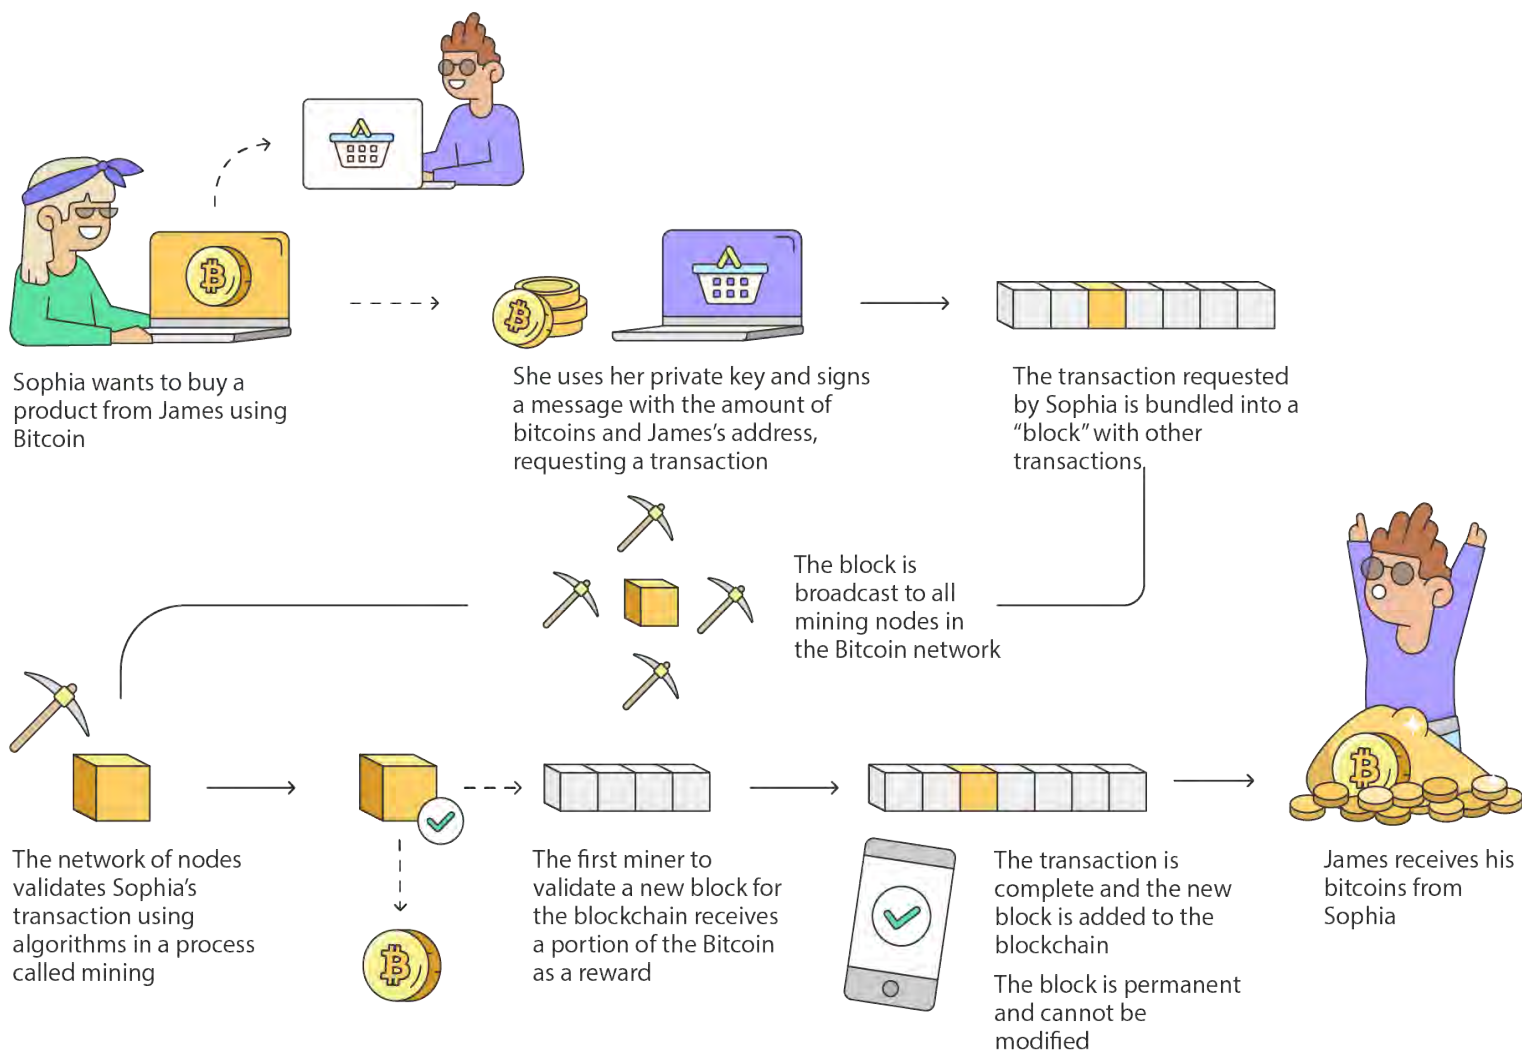 Sophia wants to buy a
product from James using
Bitcoin
She uses her private key and signs
a message with the amount of
bitcoins and James’s address,
requesting a transaction
The transaction requested
by Sophia is bundled into a
“block” with other
transactions
The block is
broadcast to all
mining nodes in
the Bitcoin network
The network of nodes
validates Sophia’s
transaction using
algorithms in a process
called mining
The first miner to
validate a new block for
the blockchain receives
a portion of the Bitcoin
as a reward
The transaction is
complete and the new
block is added to the
blockchain
The block is permanent
and cannot be
modified
James receives his
bitcoins from
Sophia